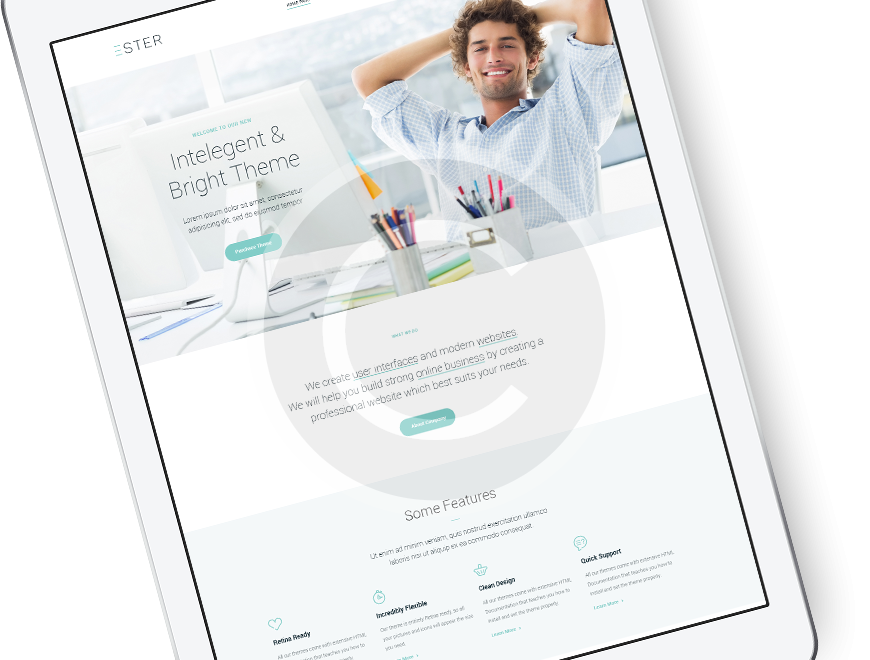 ESTER
WELCOME TO OUR NEW
Intelegent &
Bright Theme
Lorem ipsum dolor sit amet, consectetur
adipisicing elit, sed do eiusmod tempor
Purchase Theme
WHAT WE DO
We create user interfaces and modern websites.
We will help you build strong online business by creating a
professional website which best suits your needs.
About Company
Some Features
Ut enim ad minim veniam, quis nostrud exercitation ullamco
laboris nisi ut aliquip ex ea commodo consequat
Retina Ready
All our themes come with extensive HTML
Incredibly Flexible
Our theme is entirely Retina ready, so all
your pictures and icons will appear the way
you need.
Clean Design
All our themes come with extensive HTML
Documentation that teaches you how to
install and set the theme properly.
Learn More
Quick Support
All our themes come with extensive HTML
Documentation that teaches you how to
install and set the theme properly.
Learn More